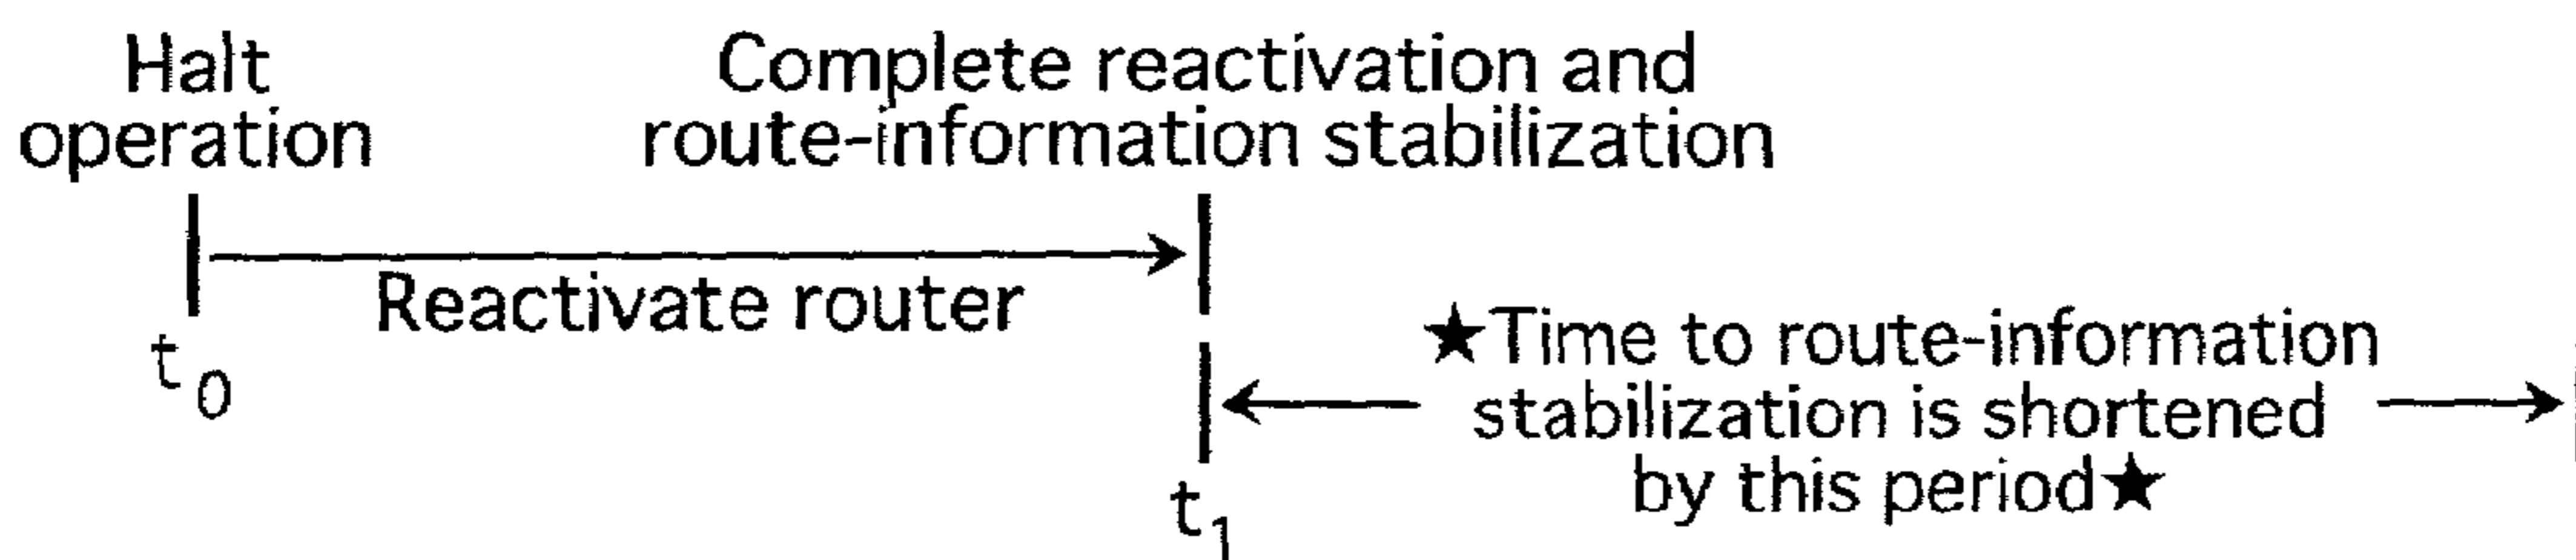 Halt
operation
Complete reactivation and
route-information stabilization
Reactivate router
t0
★Time to route-information
stabilization is shortened
by this period★
t1